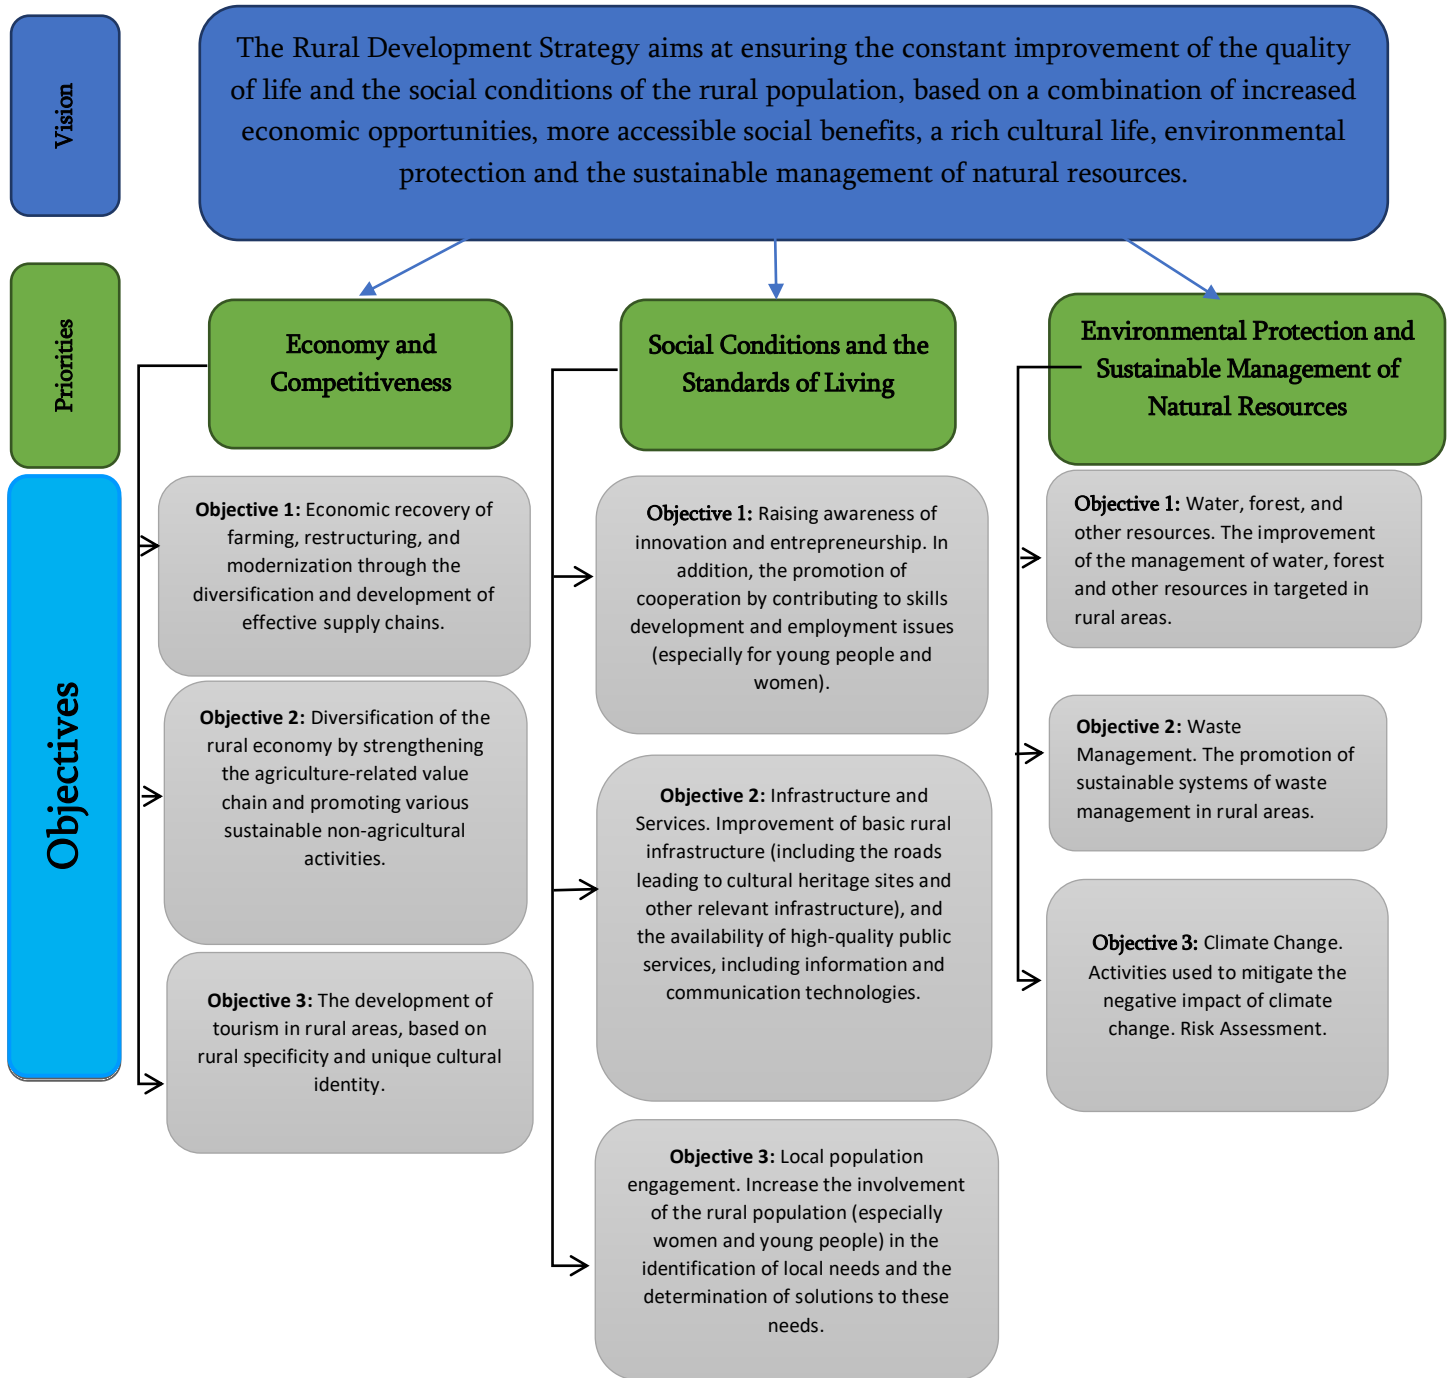 Vision
The Rural Development Strategy aims at ensuring the constant improvement of the quality
of life and the social conditions of the rural population, based on a combination of increased
economic opportunities, more accessible social benefits, a rich cultural life, environmental
protection and the sustainable management of natural resources.
Priorities
Economy and
Competitiveness
Social Conditions and the
Standards of Living
Environmental Protection and
Sustainable Management of
Natural Resources
Objectives
Objective 1: Economic recovery of
farming, restructuring, and
modernization through the
diversification and development of
effective supply chains.
Objective 2: Diversification of the
rural economy by strengthening
the agriculture-related value
chain and promoting various
sustainable non-agricultural
activities.
Objective 3: The development of
tourism in rural areas, based on
rural specificity and unique cultural
identity.
Objective 1: Raising awareness of
innovation and entrepreneurship. In
addition, the promotion of
cooperation by contributing to skills
development and employment issues
(especially for young people and
women).
Objective 2: Infrastructure and
Services. Improvement of basic rural
infrastructure (including the roads
leading to cultural heritage sites and
other relevant infrastructure), and
the availability of high-quality public
services, including information and
communication technologies.
Objective 3: Local population
engagement. Increase the involvement
of the rural population (especially
women and young people) in the
identification of local needs and the
determination of solutions to these
needs.
Objective 1: Water, forest, and
other resources. The improvement
of the management of water, forest
and other resources in targeted in
rural areas.
Objective 2: Waste
Management. The promotion of
sustainable systems of waste
management in rural areas.
Objective 3: Climate Change.
Activities used to mitigate the
negative impact of climate
change. Risk Assessment.